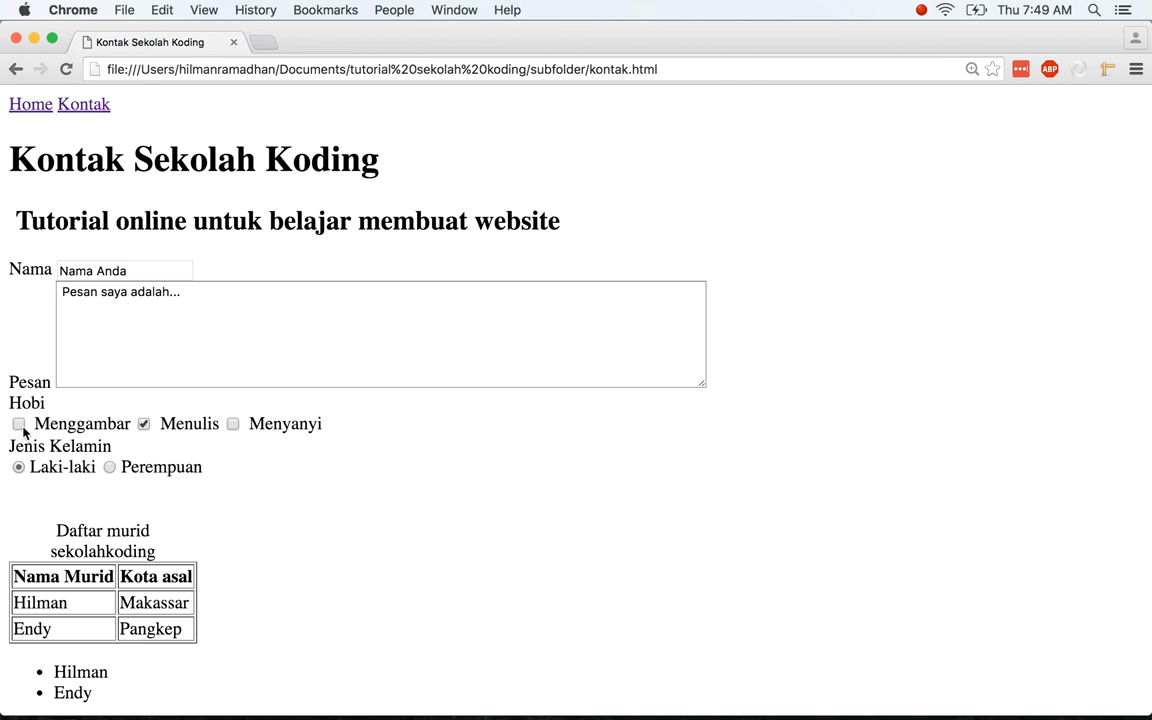 Chrome File Edit View History Bookmarks People Window Help Thu 7:49 AM
Kontak Sekolah Koding
file:///Users/hilmanramadhan/Documents/tutorial%20sekolah%20koding/subfolder/kontak.html ABP
Home Kontak
Kontak Sekolah Koding
Tutorial online untuk belajar membuat website
Nama Nama Anda
Pesan saya adalah...
Pesan
Hobi
Menggambar Menulis Menyanyi
Jenis Kelamin
Laki-laki Perempuan
Daftar murid
sekolahkoding
Nama Murid Kota asal
Hilman Makassar
Endy Pangkep
• Hilman
• Endy